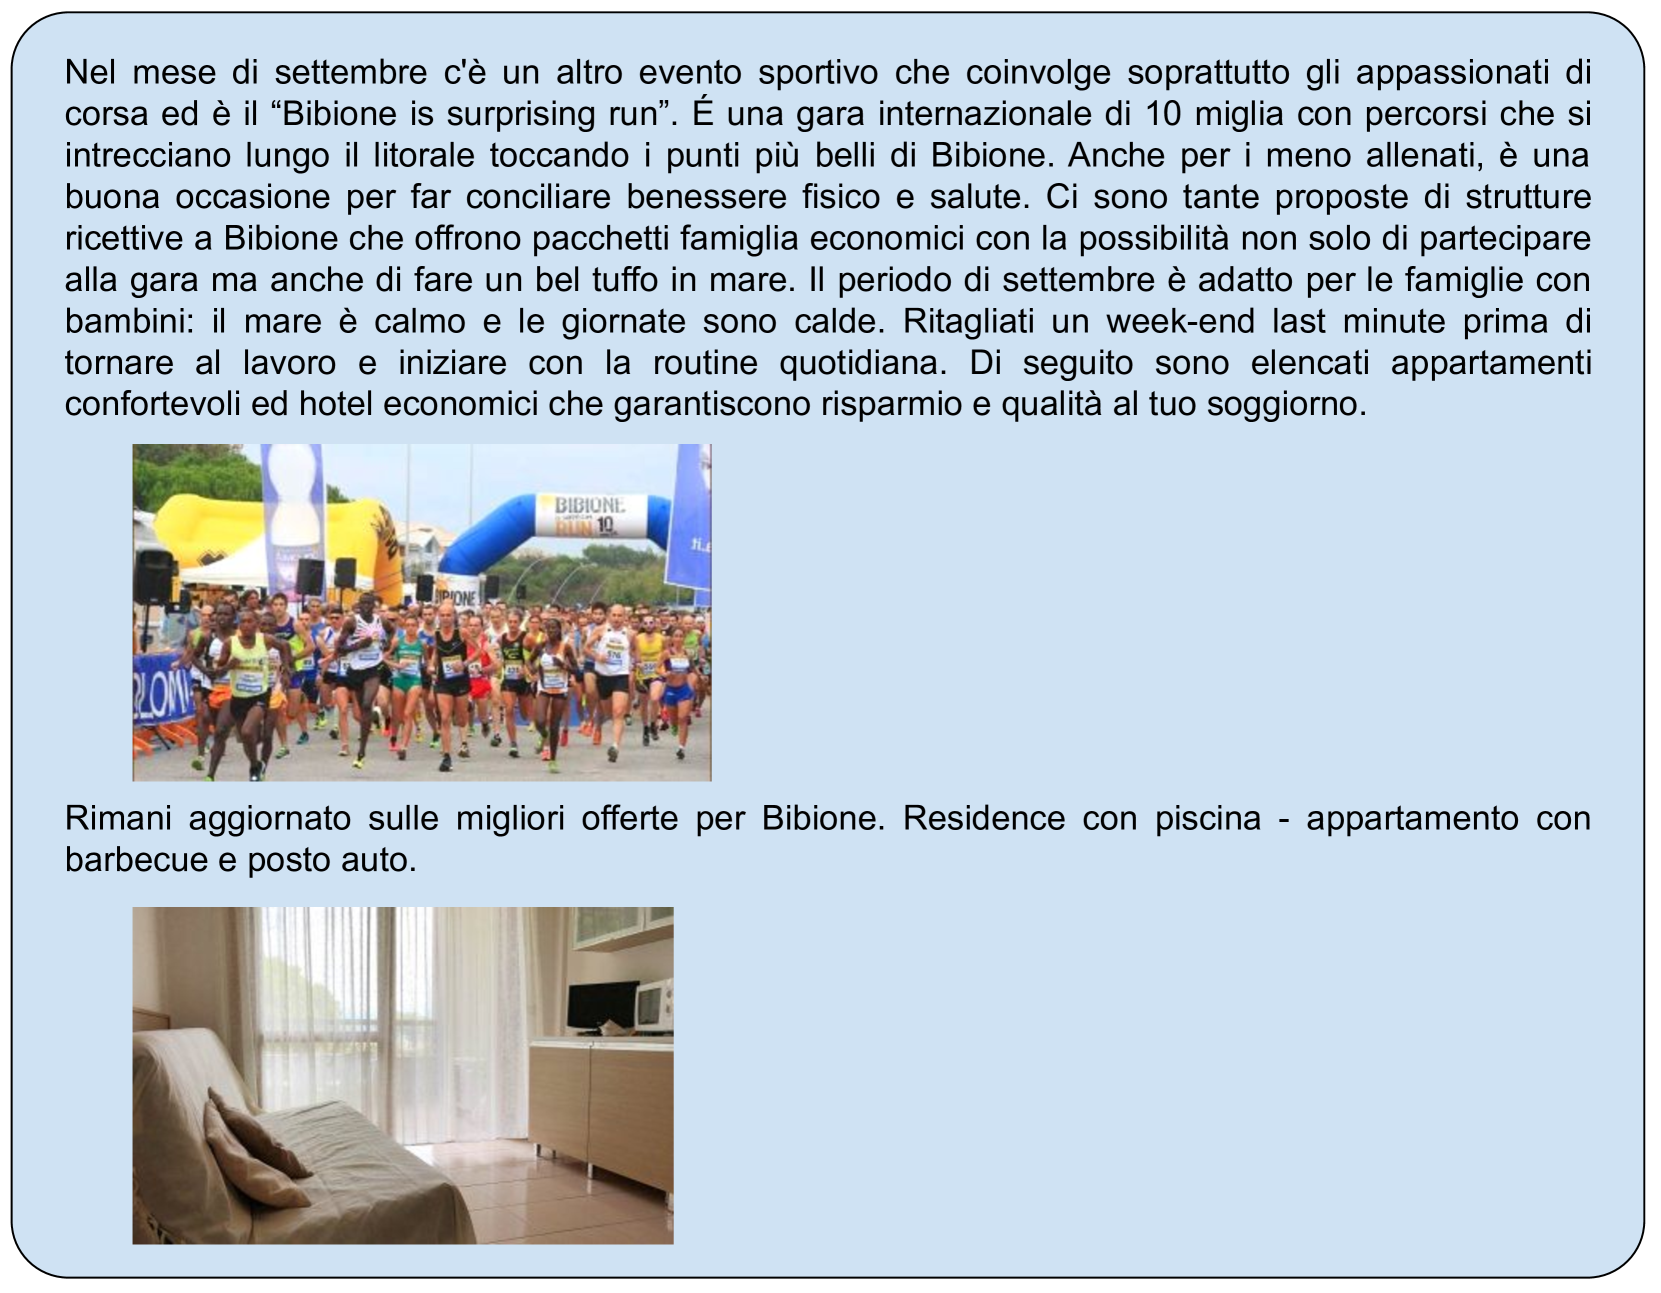 Nel mese di settembre c'è un altro evento sportivo che coinvolge soprattutto gli appassionati di
corsa ed è il “Bibione is surprising run”. É una gara internazionale di 10 miglia con percorsi che si
intrecciano lungo il litorale toccando i punti più belli di Bibione. Anche per i meno allenati, è una
buona occasione per far conciliare benessere fisico e salute. Ci sono tante proposte di strutture
ricettive a Bibione che offrono pacchetti famiglia economici con la possibilità non solo di partecipare
alla gara ma anche di fare un bel tuffo in mare. Il periodo di settembre è adatto per le famiglie con
bambini: il mare è calmo e le giornate sono calde. Ritagliati un week-end last minute prima di
tornare al lavoro e iniziare con la routine quotidiana. Di seguito sono elencati appartamenti
confortevoli ed hotel economici che garantiscono risparmio e qualità al tuo soggiorno.
BIBIONE
RUN 10
BIBIONE
Rimani aggiornato sulle migliori offerte per Bibione. Residence con piscina - appartamento con
barbecue e posto auto.